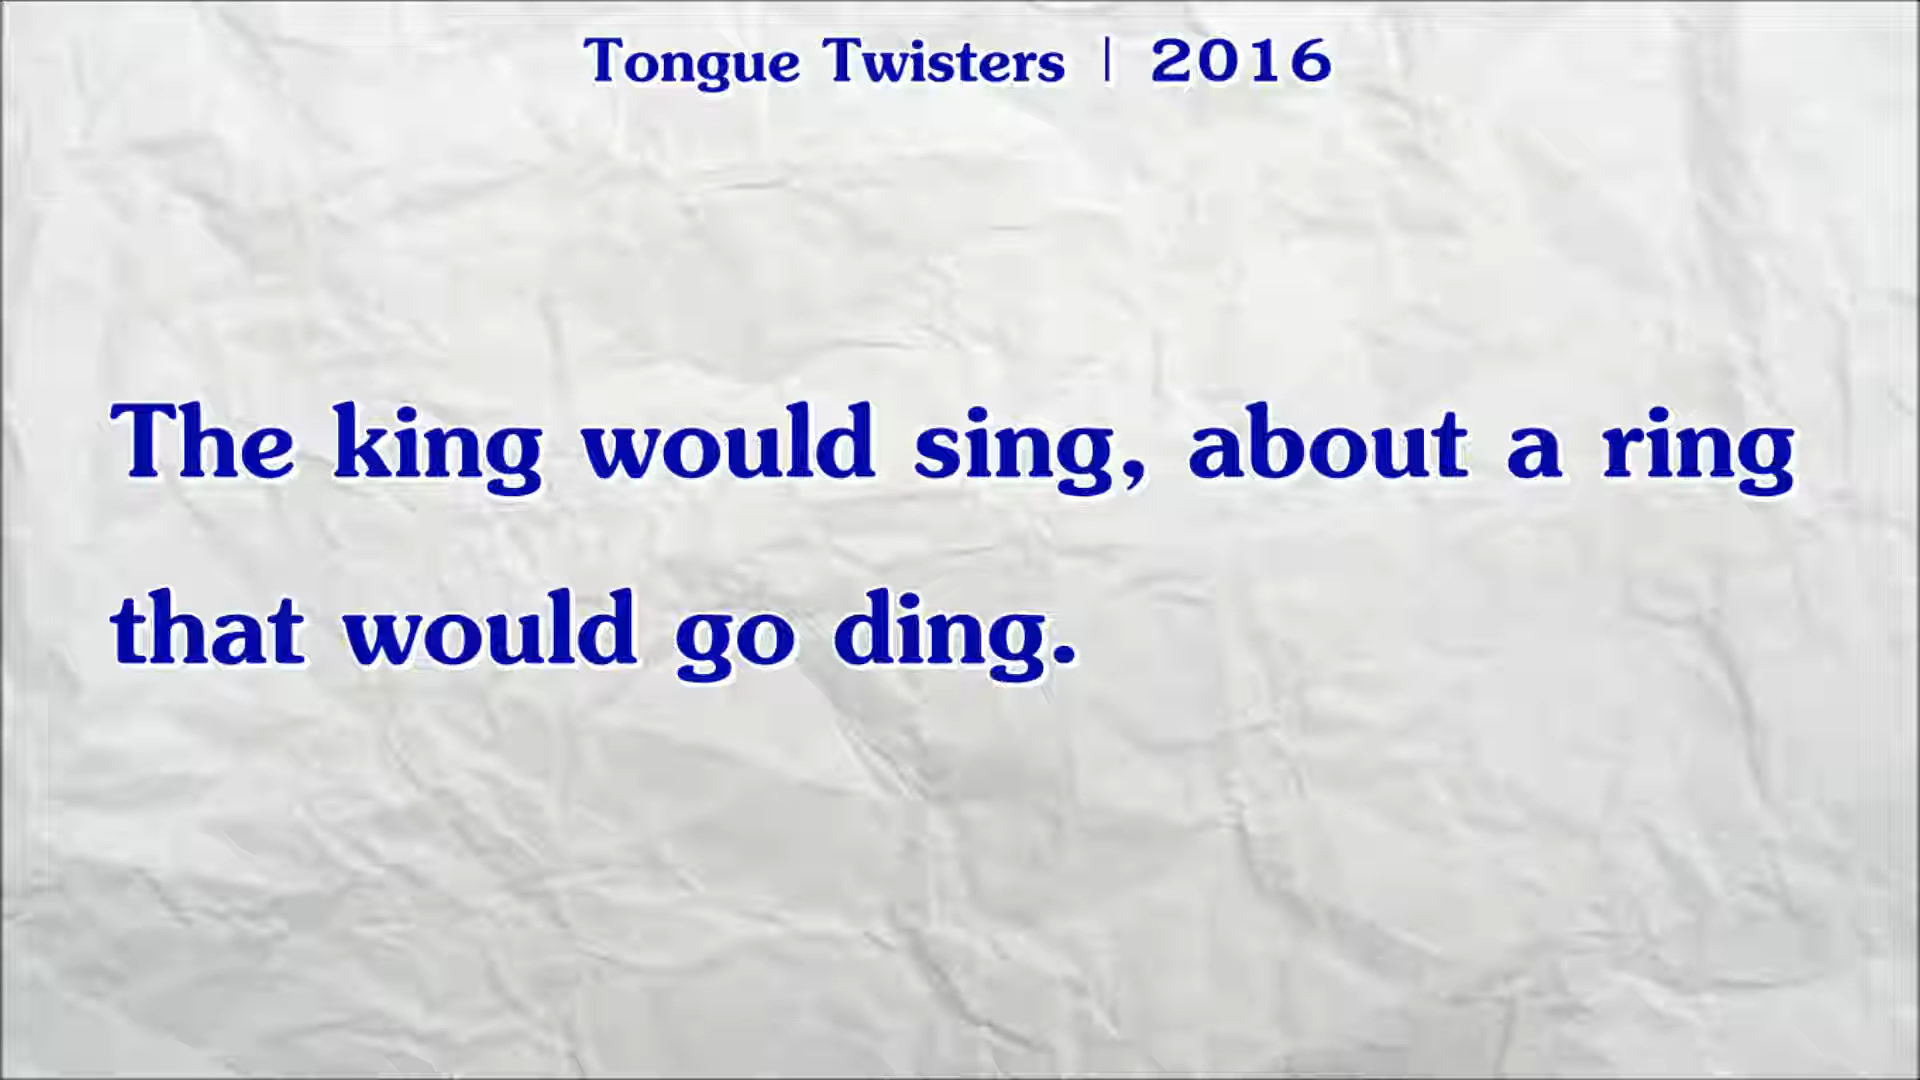 Tongue Twisters | 2016
The king would sing, about a ring
that would go ding.